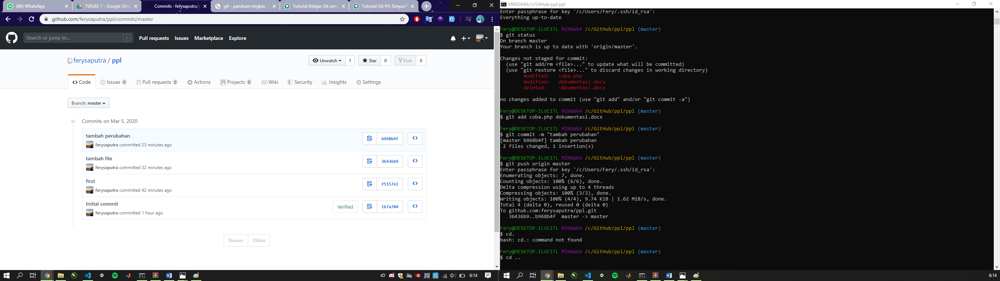 (40) WhatsApp
TUGAS 1 - Google Drive
Commits · ferysaputra/p
git - panduan ringkas -
Tutorial Belajar Git untu
Tutorial Git #3: Simpan
github.com/ferysaputra/ppl/commits/master
Search or jump to...
/
Pull requests
Issues
Marketplace
Explore
ferysaputra / ppl
Unwatch 1
Star 0
Fork 0
Code
Issues 0
Pull requests 0
Actions
Projects 0
Wiki
Security
Insights
Settings
Branch: master
Commits on Mar 5, 2020
tambah perubahan
ferysaputra committed 23 minutes ago
b968b4f
tambah file
ferysaputra committed 32 minutes ago
36436b9
first
ferysaputra committed 42 minutes ago
f5157e2
Initial commit
ferysaputra committed 1 hour ago
Verified
1b7a784
Newer
Older
6:14
MINGW64:/c/GitHub/ppl/ppl
Enter passphrase for key '/c/Users/Fery/.ssh/id_rsa':
Everything up-to-date
Fery@DESKTOP-ILUC1TL MINGW64 /c/GitHub/ppl/ppl (master)
$ git status
On branch master
Your branch is up to date with 'origin/master'.
Changes not staged for commit:
(use "git add/rm <file>..." to update what will be committed)
(use "git restore <file>..." to discard changes in working directory)
modified: coba.php
modified: dokumentasi.docx
deleted: ~$kumentasi.docx
no changes added to commit (use "git add" and/or "git commit -a")
Fery@DESKTOP-ILUC1TL MINGW64 /c/GitHub/ppl/ppl (master)
$ git add coba.php dokumentasi.docx
Fery@DESKTOP-ILUC1TL MINGW64 /c/GitHub/ppl/ppl (master)
$ git commit -m "tambah perubahan"
[master b968b4f] tambah perubahan
2 files changed, 1 insertion(+)
Fery@DESKTOP-ILUC1TL MINGW64 /c/GitHub/ppl/ppl (master)
$ git push origin master
Enter passphrase for key '/c/Users/Fery/.ssh/id_rsa':
Enumerating objects: 7, done.
Counting objects: 100% (6/6), done.
Delta compression using up to 4 threads
Compressing objects: 100% (3/3), done.
Writing objects: 100% (4/4), 9.74 KiB | 1.62 MiB/s, done.
Total 4 (delta 0), reused 0 (delta 0)
To github.com:ferysaputra/ppl.git
36436b9..b968b4f master -> master
Fery@DESKTOP-ILUC1TL MINGW64 /c/GitHub/ppl/ppl (master)
$ cd.
bash: cd.: command not found
Fery@DESKTOP-ILUC1TL MINGW64 /c/GitHub/ppl/ppl (master)
$ cd ..
6:14